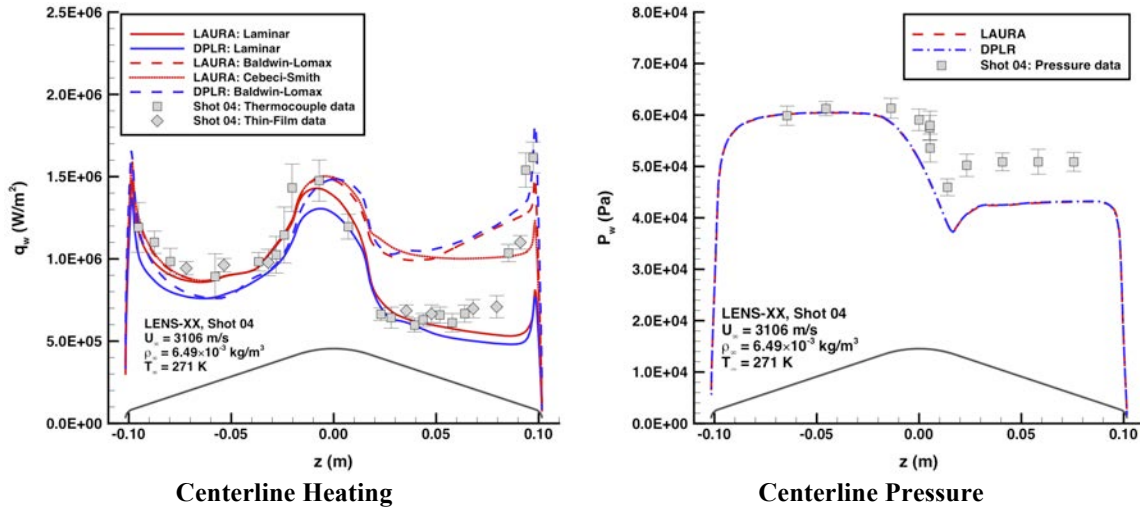 2.5E+06
2.0E+06
1.5E+06
1.0E+06
5.0E+05
0.0E+00
q_w (W/m²)
LAURA: Laminar
DPLR: Laminar
LAURA: Baldwin-Lomax
LAURA: Cebeci-Smith
DPLR: Baldwin-Lomax
Shot 04: Thermocouple data
Shot 04: Thin-Film data
LENS-XX, Shot 04
U∞ = 3106 m/s
ρ∞ = 6.49×10⁻³ kg/m³
T∞ = 271 K
-0.10 -0.05 0.00 0.05 0.10
z (m)
Centerline Heating
8.0E+04
7.0E+04
6.0E+04
5.0E+04
4.0E+04
3.0E+04
2.0E+04
1.0E+04
0.0E+00
P_w (Pa)
LAURA
DPLR
Shot 04: Pressure data
LENS-XX, Shot 04
U∞ = 3106 m/s
ρ∞ = 6.49×10⁻³ kg/m³
T∞ = 271 K
-0.10 -0.05 0.00 0.05 0.10
z (m)
Centerline Pressure